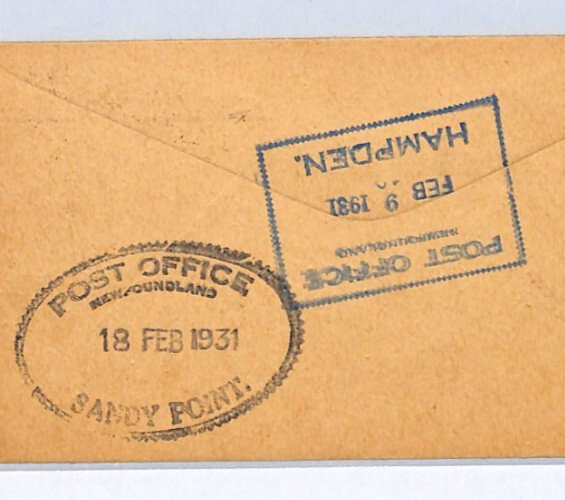 POST OFFICE
NEWFOUNDLAND
18 FEB 1931
SANDY POINT.
POST OFFICE
NEWFOUNDLAND
FEB 9 1931
HAMPDEN.